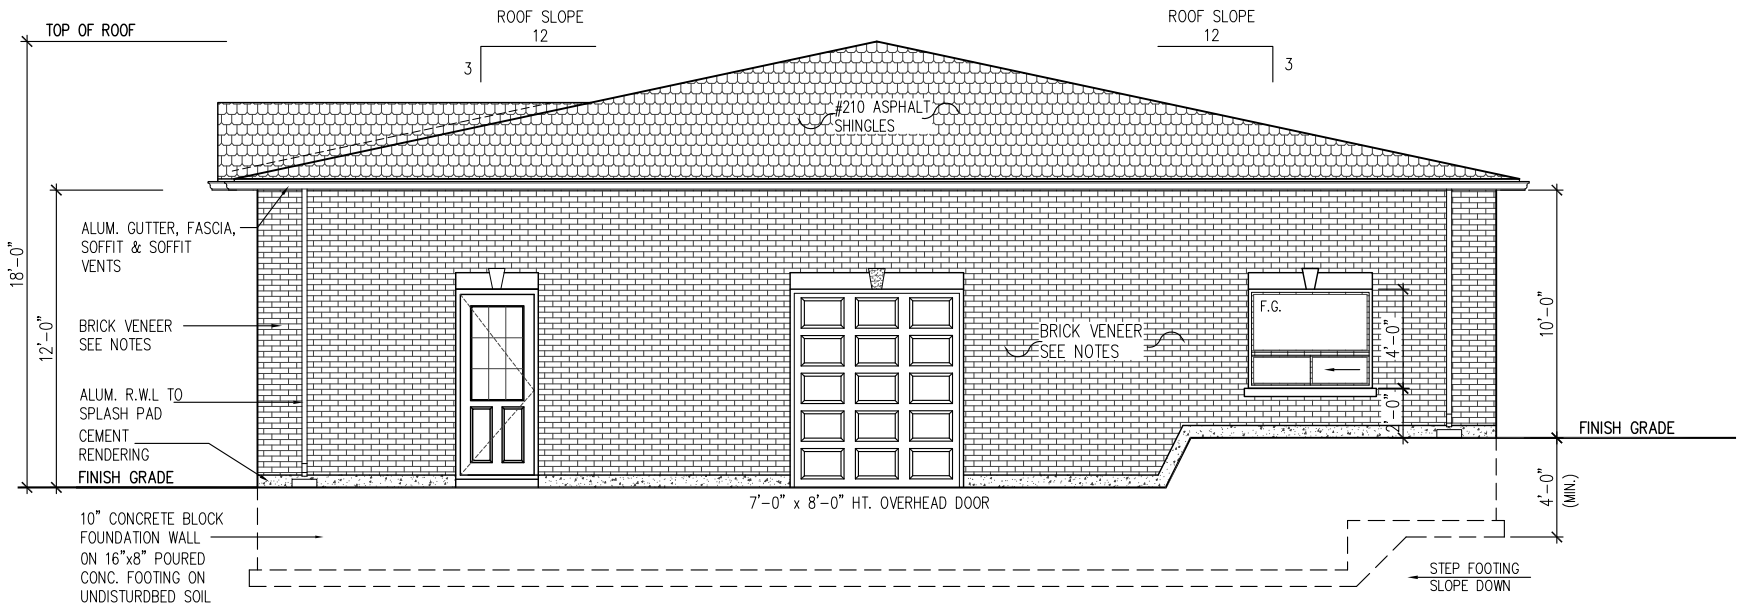 TOP OF ROOF
ROOF SLOPE
12
3
ROOF SLOPE
12
3
#210 ASPHALT
SHINGLES
18'-0"
12'-0"
ALUM. GUTTER, FASCIA,
SOFFIT & SOFFIT
VENTS
BRICK VENEER
SEE NOTES
ALUM. R.W.L TO
SPLASH PAD
CEMENT
RENDERING
FINISH GRADE
BRICK VENEER
SEE NOTES
F.G.
4'-0"
2'-0"
10'-0"
FINISH GRADE
4'-0"
(MIN.)
7'-0" x 8'-0" HT. OVERHEAD DOOR
10" CONCRETE BLOCK
FOUNDATION WALL
ON 16"x8" POURED
CONC. FOOTING ON
UNDISTURDBED SOIL
STEP FOOTING
SLOPE DOWN